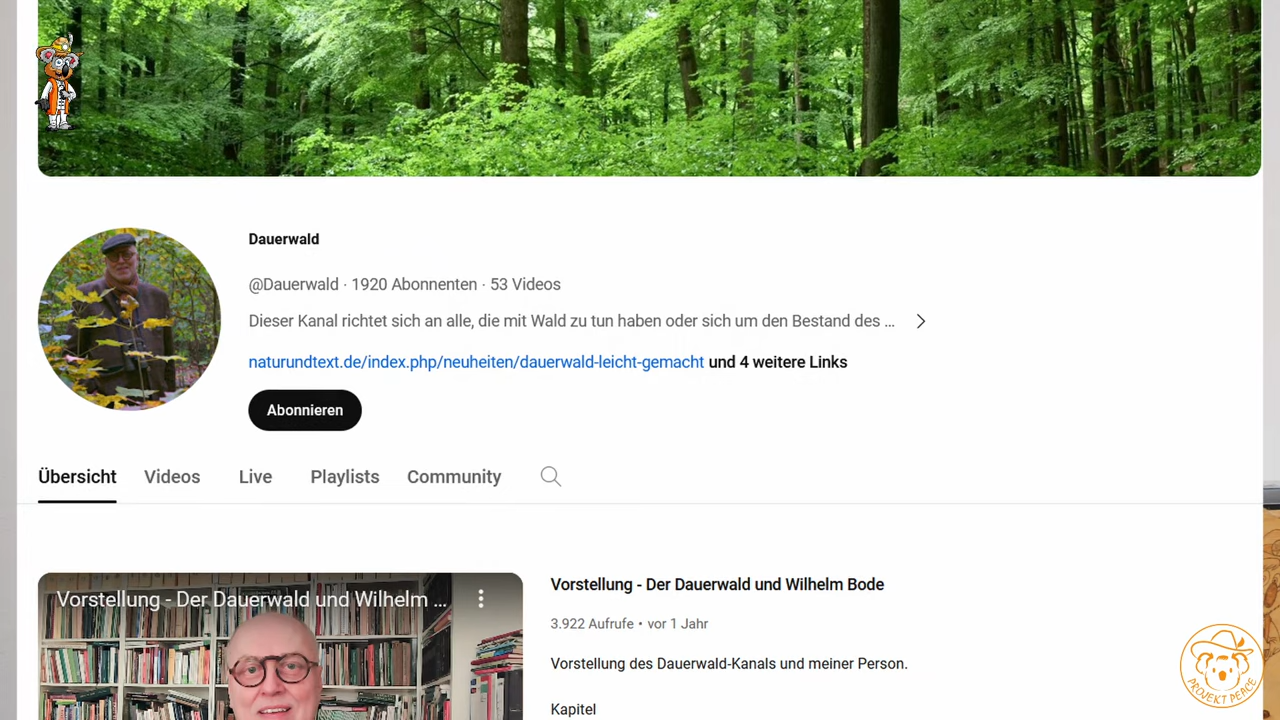 Dauerwald
@Dauerwald · 1920 Abonnenten · 53 Videos
Dieser Kanal richtet sich an alle, die mit Wald zu tun haben oder sich um den Bestand des ...
naturundtext.de/index.php/neuheiten/dauerwald-leicht-gemacht und 4 weitere Links
Abonnieren
Übersicht Videos Live Playlists Community
Vorstellung - Der Dauerwald und Wilhelm ...
Vorstellung - Der Dauerwald und Wilhelm Bode
3.922 Aufrufe • vor 1 Jahr
Vorstellung des Dauerwald-Kanals und meiner Person.
Kapitel
PROJEKT PEACE